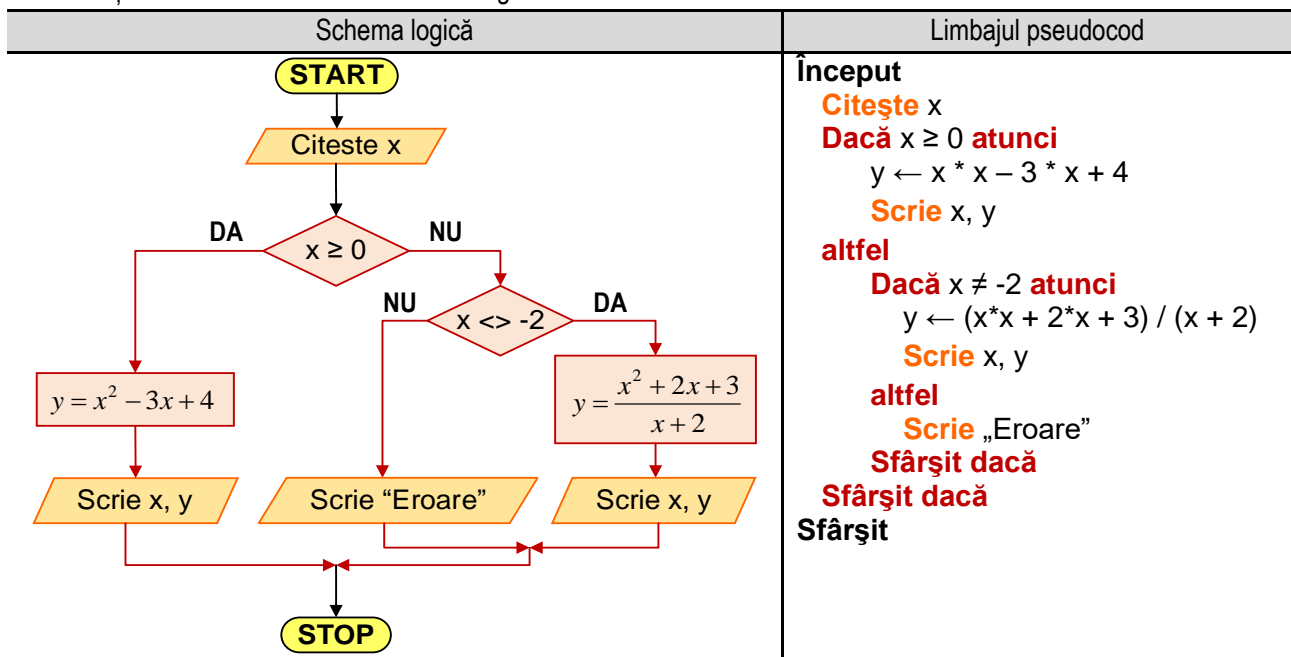 Schema logică
Limbajul pseudocod
START
Citeste x
DA
x ≥ 0
NU
NU
x <> -2
DA
y = x² − 3x + 4
y = (x² + 2x + 3) / (x + 2)
Scrie x, y
Scrie “Eroare”
Scrie x, y
STOP
Început
Citeşte x
Dacă x ≥ 0 atunci
y ← x * x – 3 * x + 4
Scrie x, y
altfel
Dacă x ≠ -2 atunci
y ← (x*x + 2*x + 3) / (x + 2)
Scrie x, y
altfel
Scrie „Eroare”
Sfârşit dacă
Sfârşit dacă
Sfârşit